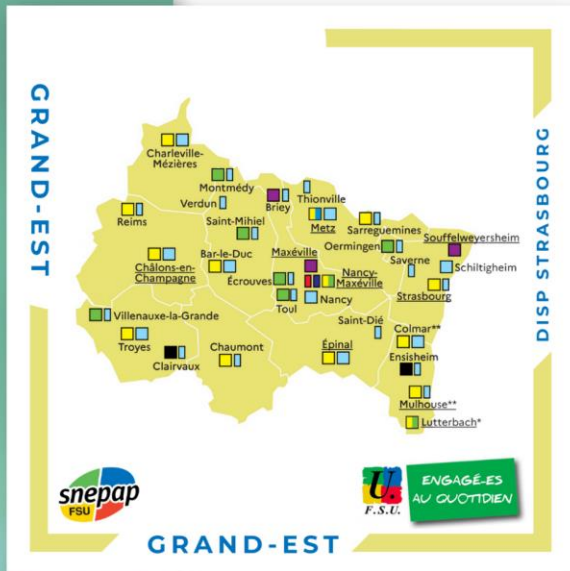 GRAND-EST
DISP STRASBOURG
Charleville-
Mézières
Montmédy
Verdun
Briey
Thionville
Metz
Sarreguemines
Reims
Saint-Mihiel
Oermingen
Souffelweyersheim
Saverne
Schiltigheim
Châlons-en-
Champagne
Bar-le-Duc
Maxéville
Écrouves
Nancy-
Maxéville
Strasbourg
Toul
Nancy
Villenauxe-la-Grande
Saint-Dié
Colmar**
Troyes
Clairvaux
Chaumont
Épinal
Ensisheim
Mulhouse**
Lutterbach*
snepap
FSU
U.
F.S.U.
ENGAGÉ-ES
AU QUOTIDIEN
GRAND-EST